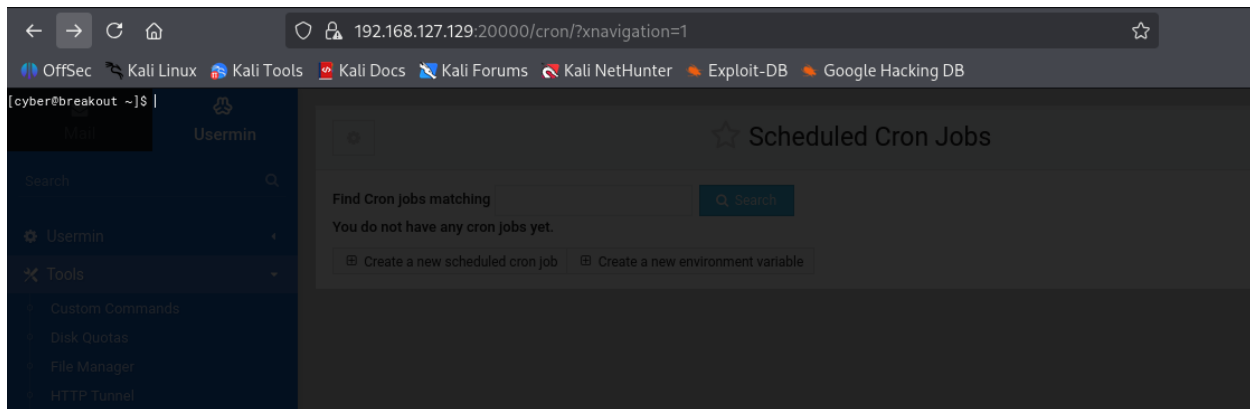 192.168.127.129:20000/cron/?xnavigation=1
OffSec Kali Linux Kali Tools Kali Docs Kali Forums Kali NetHunter Exploit-DB Google Hacking DB
[cyber@breakout ~]$
Mail Usermin
Scheduled Cron Jobs
Search
Find Cron jobs matching Search
You do not have any cron jobs yet.
Usermin
Create a new scheduled cron job Create a new environment variable
Tools
Custom Commands
Disk Quotas
File Manager
HTTP Tunnel